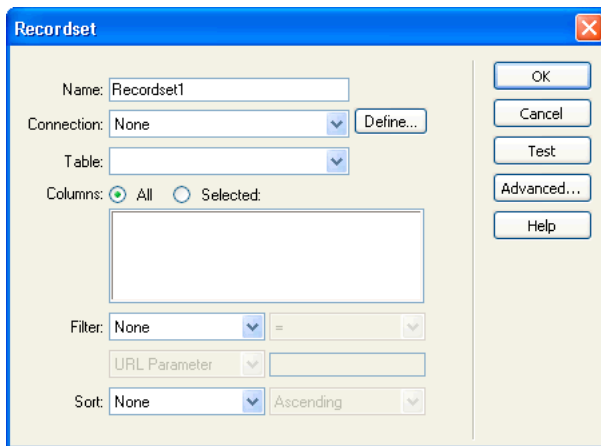 Recordset
Name: Recordset1
Connection: None Define...
Table:
Columns: All Selected:
Filter: None =
URL Parameter
Sort: None Ascending
OK
Cancel
Test
Advanced...
Help